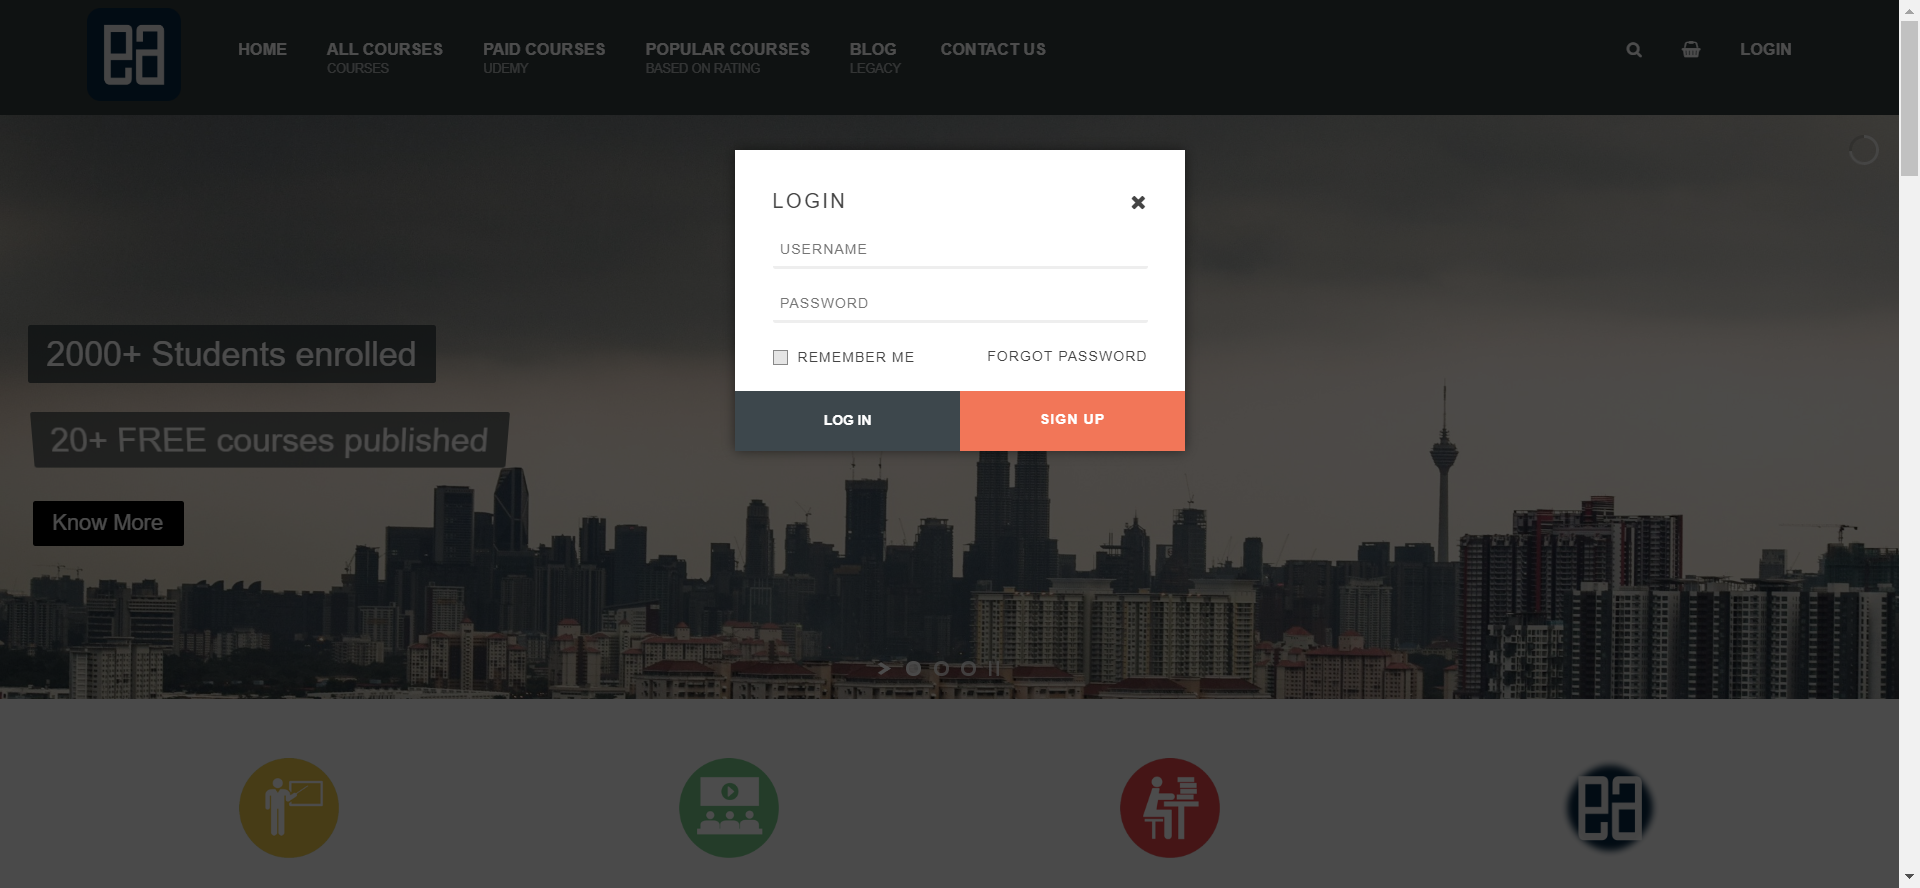 HOME
ALL COURSES
COURSES
PAID COURSES
UDEMY
POPULAR COURSES
BASED ON RATING
BLOG
LEGACY
CONTACT US
LOGIN
LOGIN
USERNAME
PASSWORD
REMEMBER ME
FORGOT PASSWORD
LOG IN
SIGN UP
2000+ Students enrolled
20+ FREE courses published
Know More